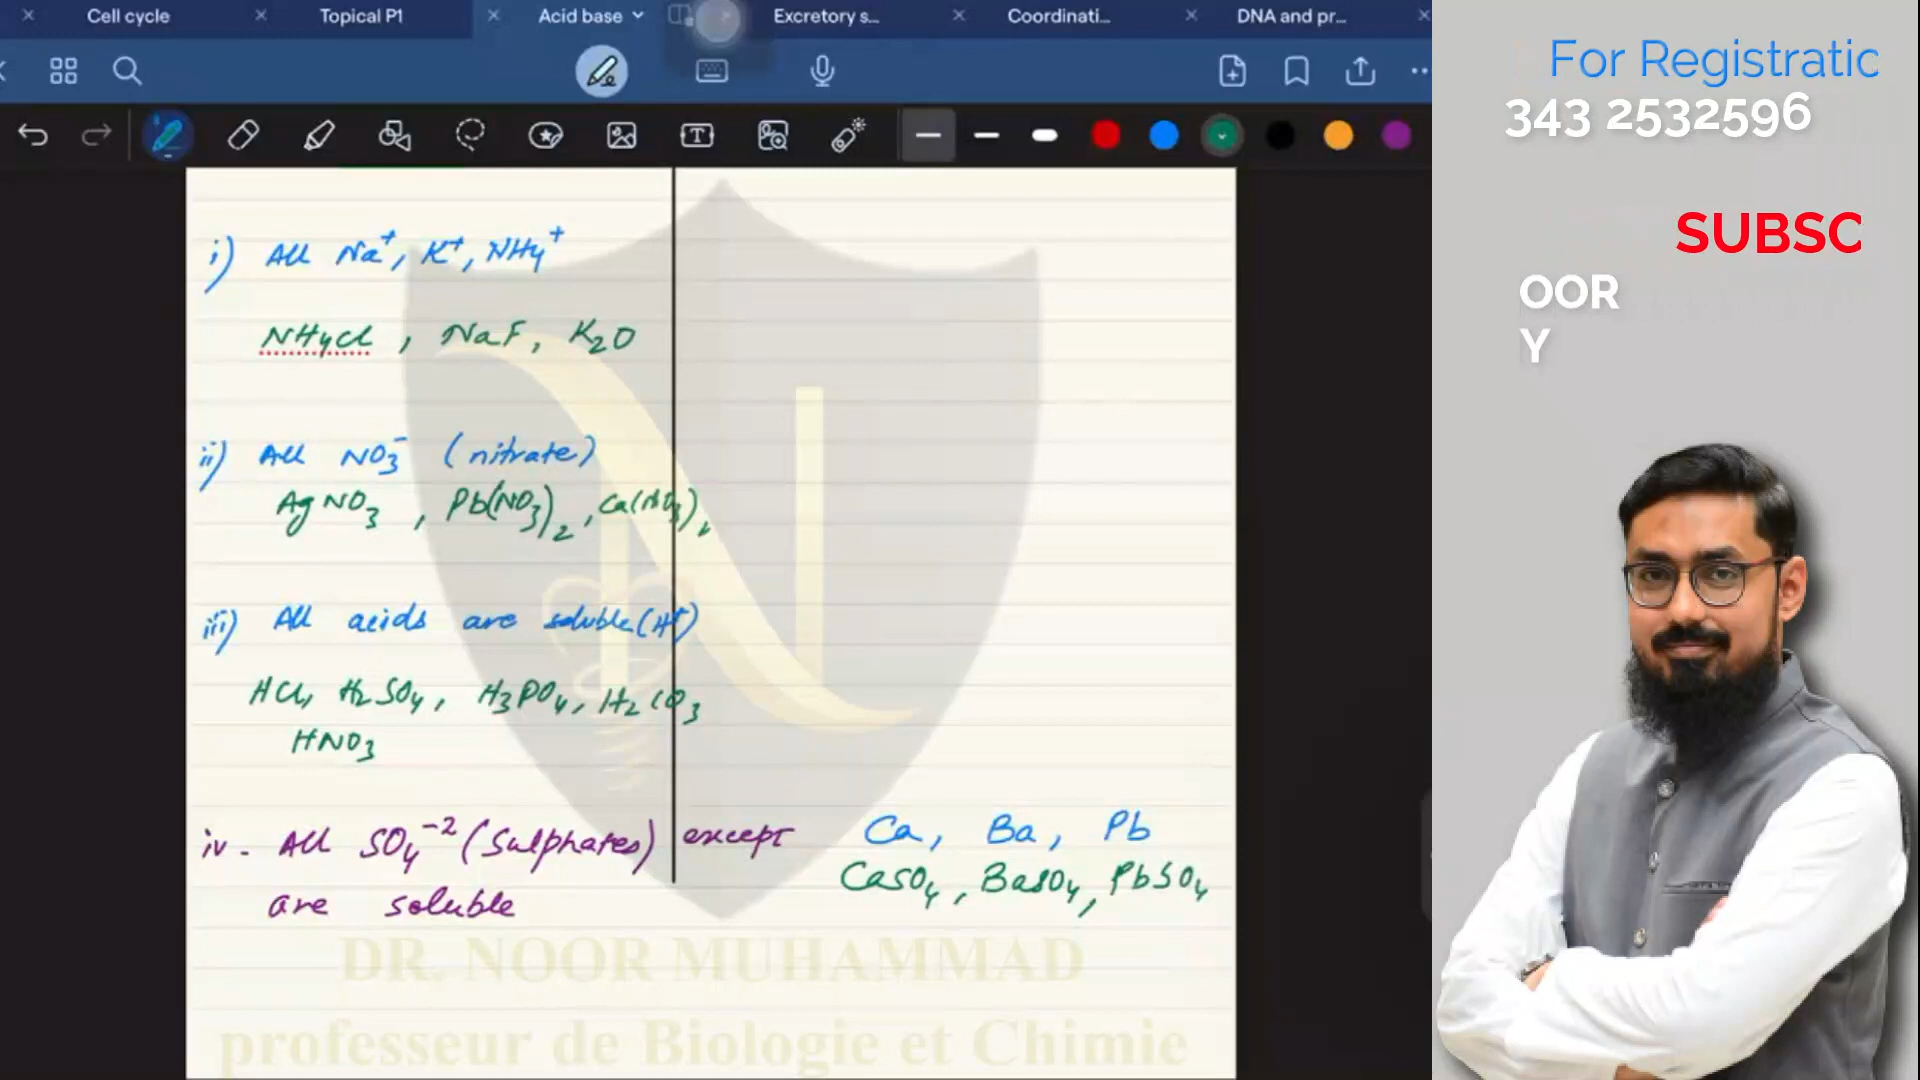 Cell cycle Topical P1 Acid base Excretory s... Coordinati... DNA and pr...
For Registratic
343 2532596
SUBSC
OOR
Y
i) All Na⁺, K⁺, NH4⁺
NH4Cl , NaF, K2O
ii) All NO3⁻ (nitrate)
AgNO3 , Pb(NO3)2 , Ca(NO3)2
iii) All acids are soluble (H⁺)
HCl, H2SO4, H3PO4, H2CO3
HNO3
iv. All SO4⁻² (Sulphates) except Ca, Ba, Pb
are soluble CaSO4, BaSO4, PbSO4
DR. NOOR MUHAMMAD
professeur de Biologie et Chimie